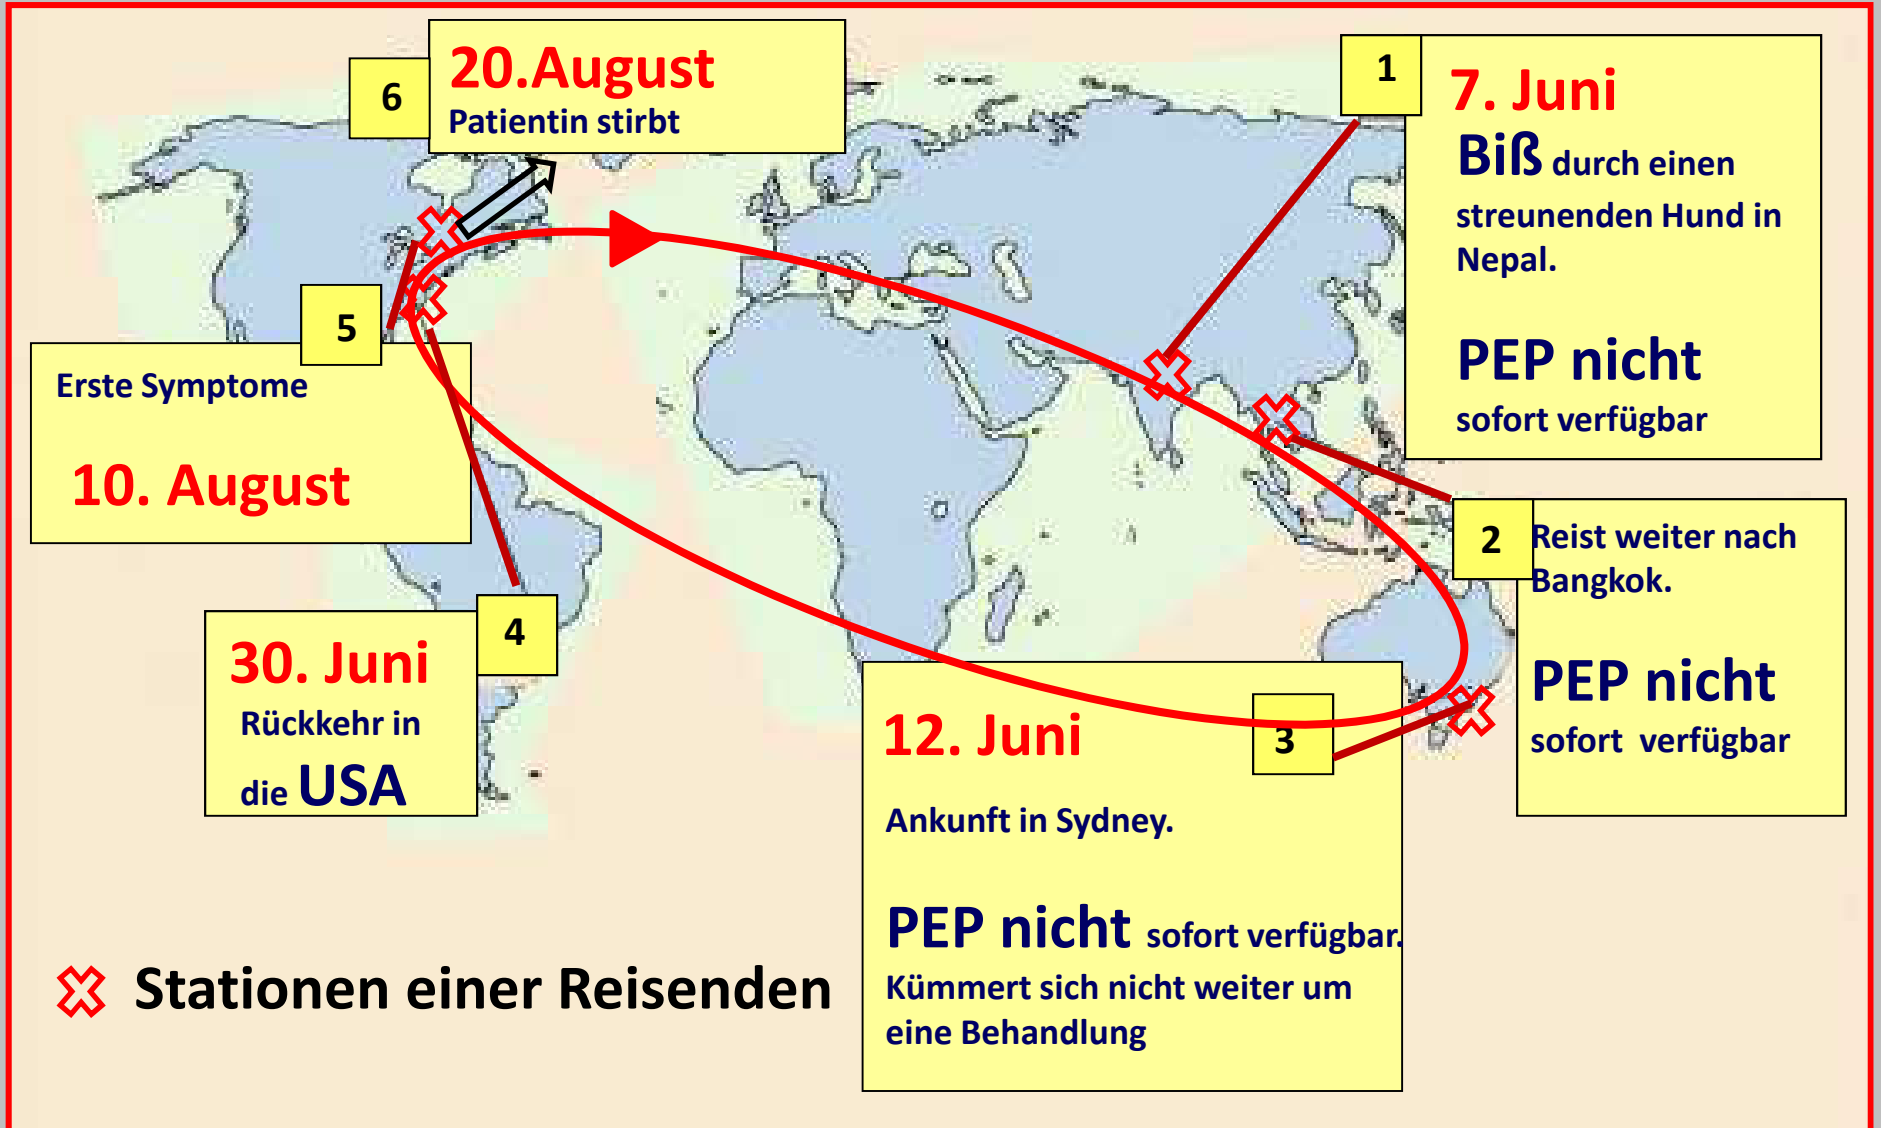 1
7. Juni
Biß durch einen
streunenden Hund in
Nepal.
PEP nicht
sofort verfügbar
2
Reist weiter nach
Bangkok.
PEP nicht
sofort verfügbar
3
12. Juni
Ankunft in Sydney.
PEP nicht sofort verfügbar.
Kümmert sich nicht weiter um
eine Behandlung
4
30. Juni
Rückkehr in
die USA
5
Erste Symptome
10. August
6
20.August
Patientin stirbt
Stationen einer Reisenden